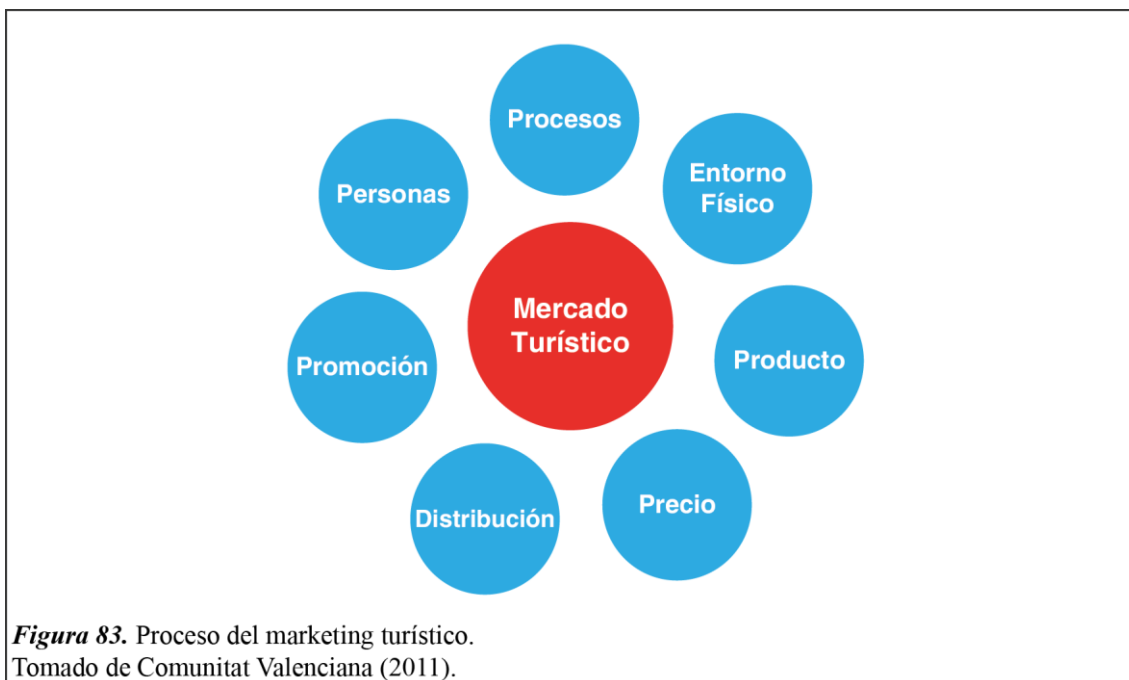 Procesos
Entorno
Físico
Personas
Mercado
Turístico
Producto
Promoción
Precio
Distribución
Figura 83. Proceso del marketing turístico.
Tomado de Comunitat Valenciana (2011).